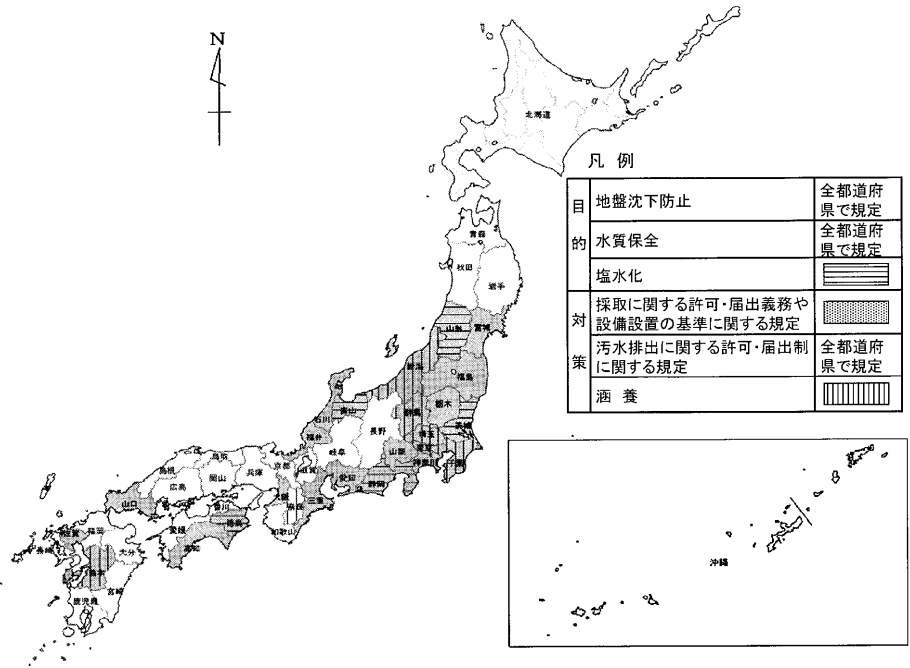 N
北海道
青森
秋田
岩手
山形
宮城
新潟
福島
富山
石川
群馬
栃木
茨城
長野
福井
埼玉
東京
岐阜
山梨
神奈川
千葉
鳥取
島根
岡山
兵庫
京都
滋賀
愛知
静岡
広島
大阪
奈良
三重
山口
香川
徳島
和歌山
愛媛
高知
福岡
佐賀
長崎
大分
熊本
宮崎
鹿児島
沖縄
凡 例
目的
地盤沈下防止 全都道府
県で規定
水質保全 全都道府
県で規定
塩水化
対策
採取に関する許可・届出義務や
設備設置の基準に関する規定
汚水排出に関する許可・届出制 全都道府
に関する規定 県で規定
涵 養